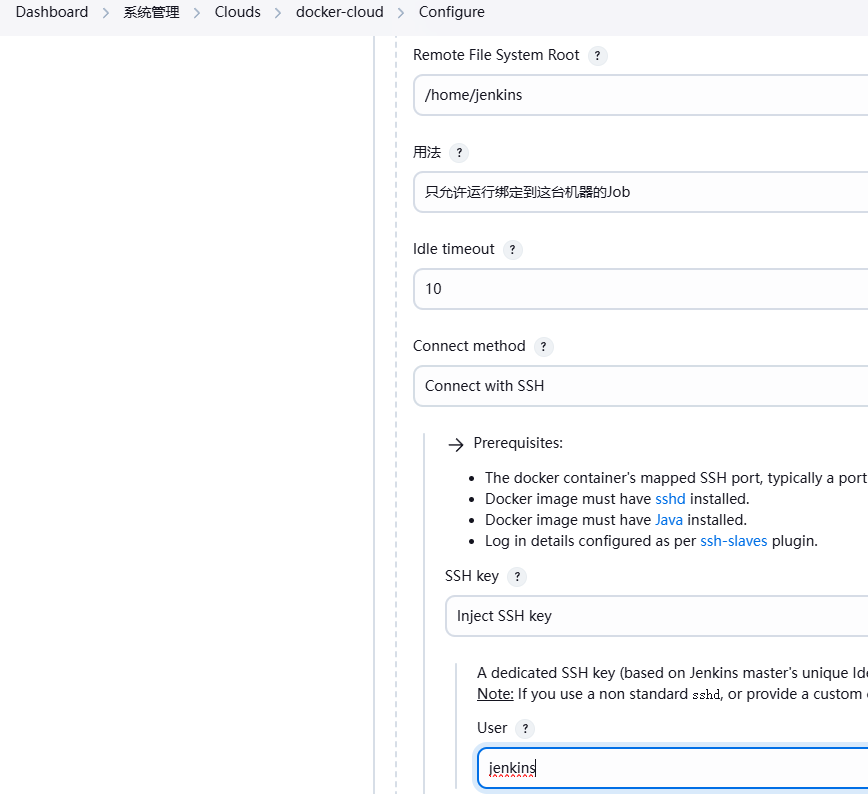 Dashboard > 系统管理 > Clouds > docker-cloud > Configure
Remote File System Root ?
/home/jenkins
用法 ?
只允许运行绑定到这台机器的Job
Idle timeout ?
10
Connect method ?
Connect with SSH
→ Prerequisites:
• The docker container's mapped SSH port, typically a port
• Docker image must have sshd installed.
• Docker image must have Java installed.
• Log in details configured as per ssh-slaves plugin.
SSH key ?
Inject SSH key
A dedicated SSH key (based on Jenkins master's unique Ide
Note: If you use a non standard sshd, or provide a custom
User ?
jenkins